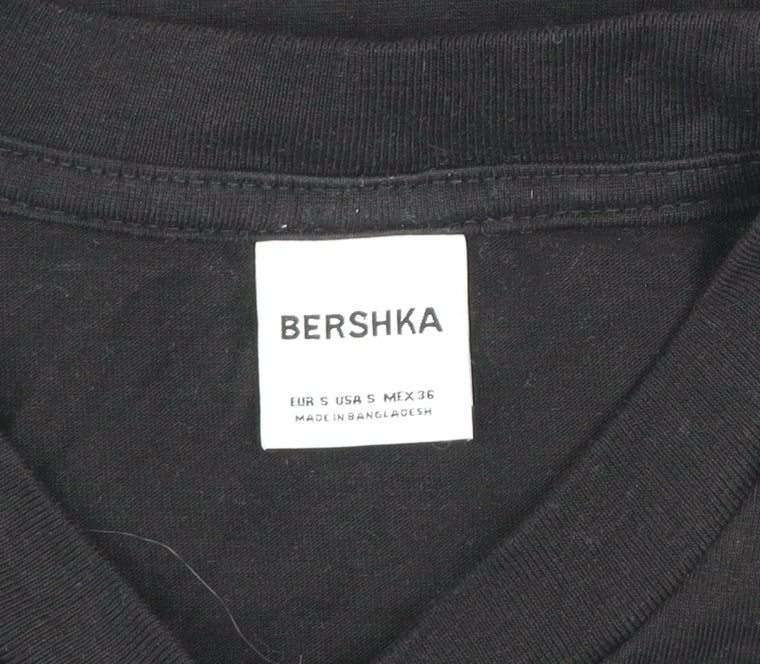 BERSHKA
EUR S USA S MEX 36
MADE IN BANGLADESH